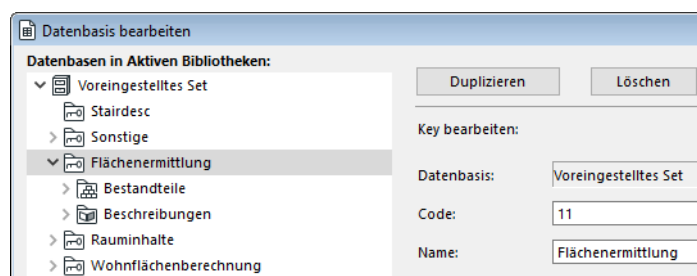 Datenbasis bearbeiten
Datenbasen in Aktiven Bibliotheken:
Voreingestelltes Set
Stairdesc
Sonstige
Flächenermittlung
Bestandteile
Beschreibungen
Rauminhalte
Wohnflächenberechnung
Duplizieren Löschen
Key bearbeiten:
Datenbasis: Voreingestelltes Set
Code: 11
Name: Flächenermittlung